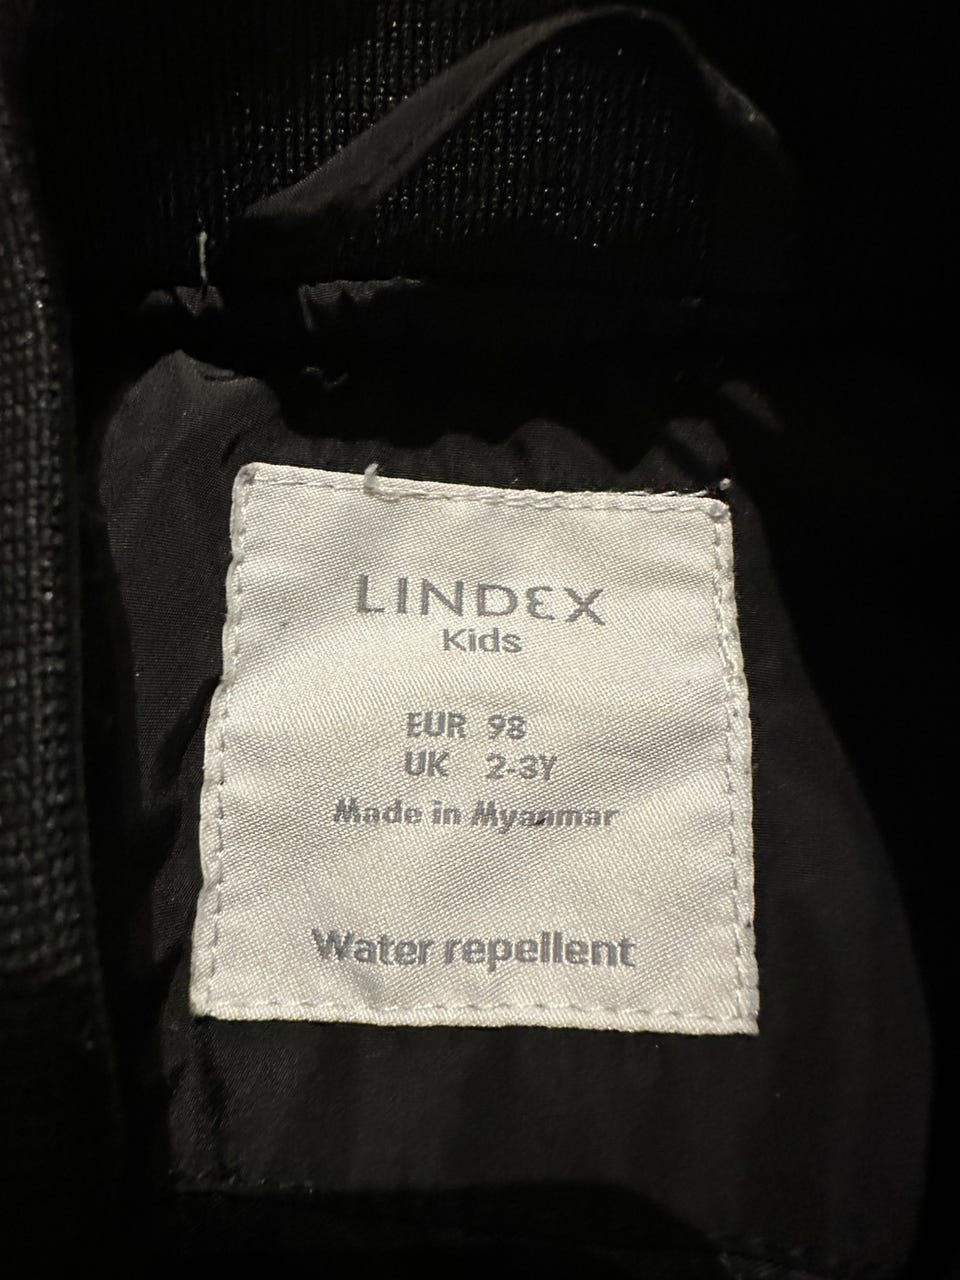 LINDEX
Kids
EUR 98
UK 2-3Y
Made in Myanmar
Water repellent